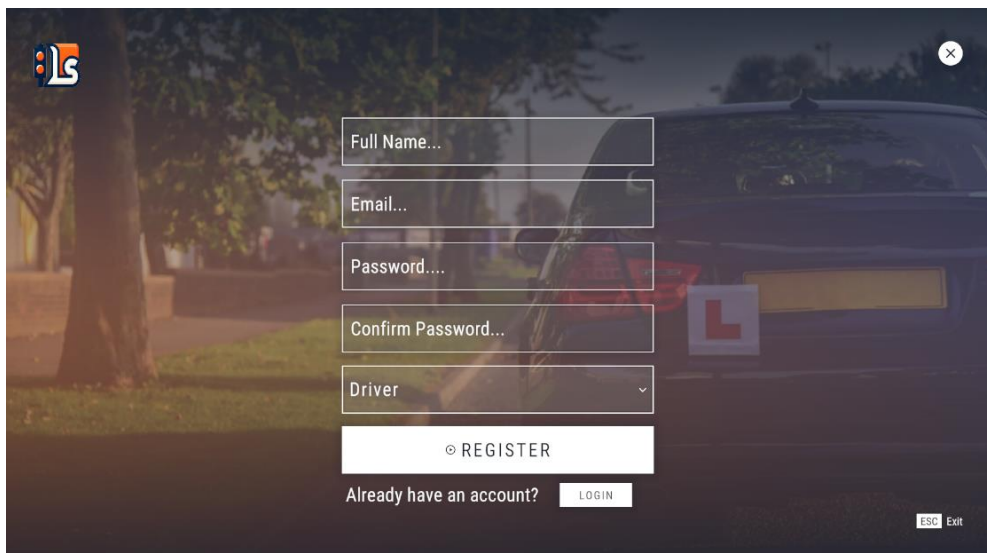 Ls
Full Name...
Email...
Password....
Confirm Password...
L
Driver
REGISTER
Already have an account? LOGIN
ESC Exit